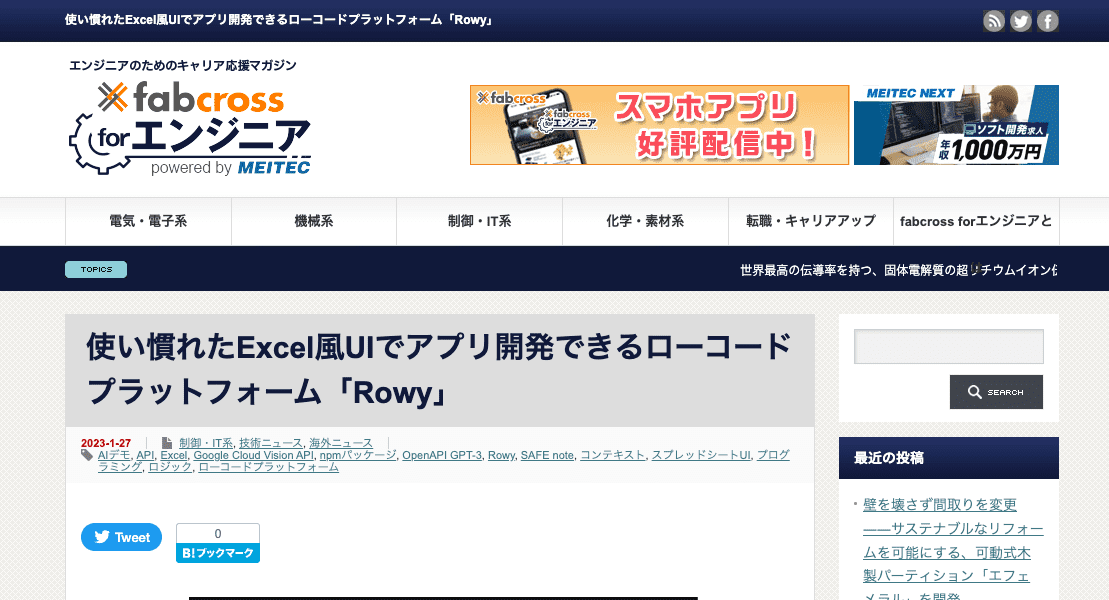 使い慣れたExcel風UIでアプリ開発できるローコードプラットフォーム「Rowy」
エンジニアのためのキャリア応援マガジン
fabcross
for エンジニア
powered by MEITEC
fabcross
fabcross
for エンジニア
スマホアプリ
好評配信中！
MEITEC NEXT
ソフト開発求人
年収1,000万円
電気・電子系
機械系
制御・IT系
化学・素材系
転職・キャリアアップ
fabcross forエンジニアと
TOPICS
世界最高の伝導率を持つ、固体電解質の超リチウムイオン伝
使い慣れたExcel風UIでアプリ開発できるローコード
プラットフォーム「Rowy」
2023-1-27
制御・IT系, 技術ニュース, 海外ニュース
AIデモ, API, Excel, Google Cloud Vision API, npmパッケージ, OpenAPI GPT-3, Rowy, SAFE note, コンテキスト, スプレッドシートUI, プログ
ラミング, ロジック, ローコードプラットフォーム
Tweet
0
B!ブックマーク
SEARCH
最近の投稿
壁を壊さず間取りを変更
——サステナブルなリフォー
ムを可能にする、可動式木
製パーティション「エフェ
メラル」を開発